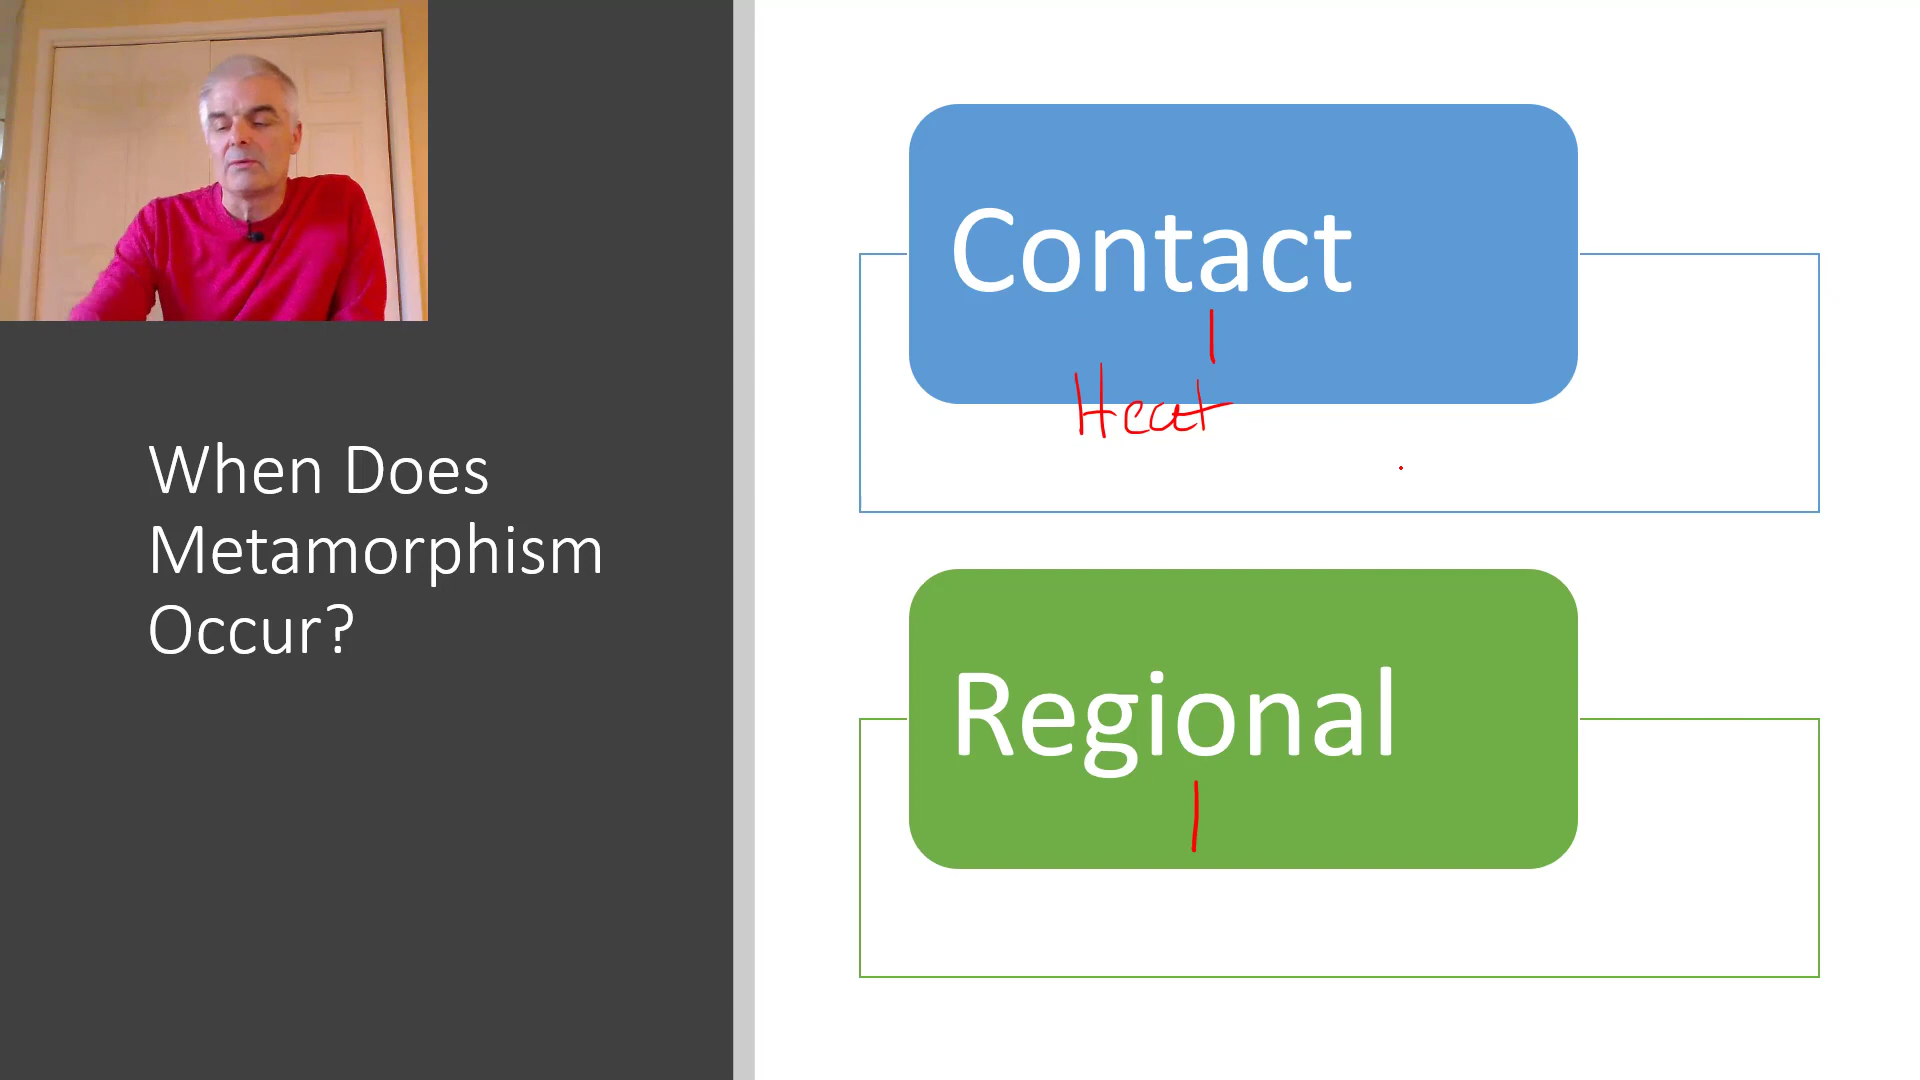 When Does
Metamorphism
Occur?
Contact
Heat
Regional